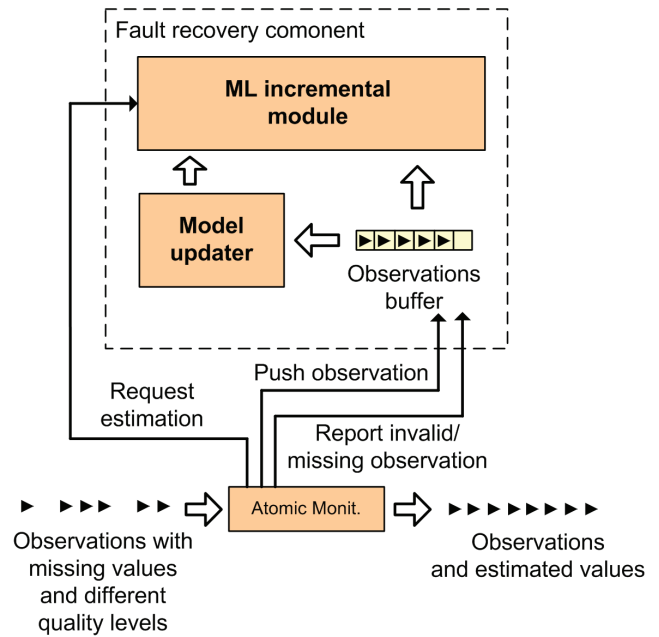 Fault recovery comonent
ML incremental
module
Model
updater
Observations
buffer
Push observation
Request
estimation
Report invalid/
missing observation
Atomic Monit.
Observations with
missing values
and different
quality levels
Observations
and estimated values